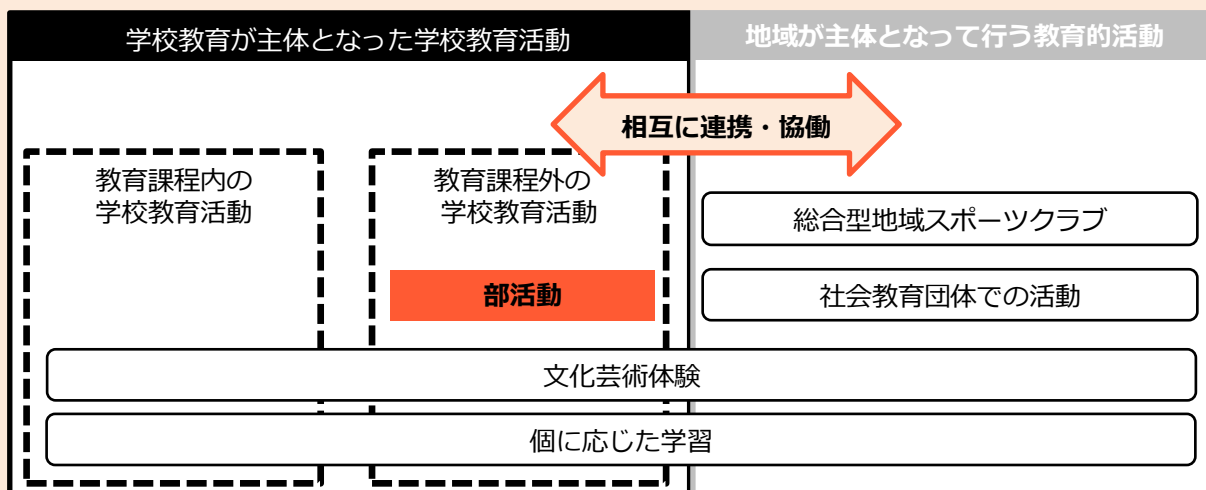 学校教育が主体となった学校教育活動
地域が主体となって行う教育的活動
相互に連携・協働
教育課程内の
学校教育活動
教育課程外の
学校教育活動
総合型地域スポーツクラブ
部活動
社会教育団体での活動
文化芸術体験
個に応じた学習